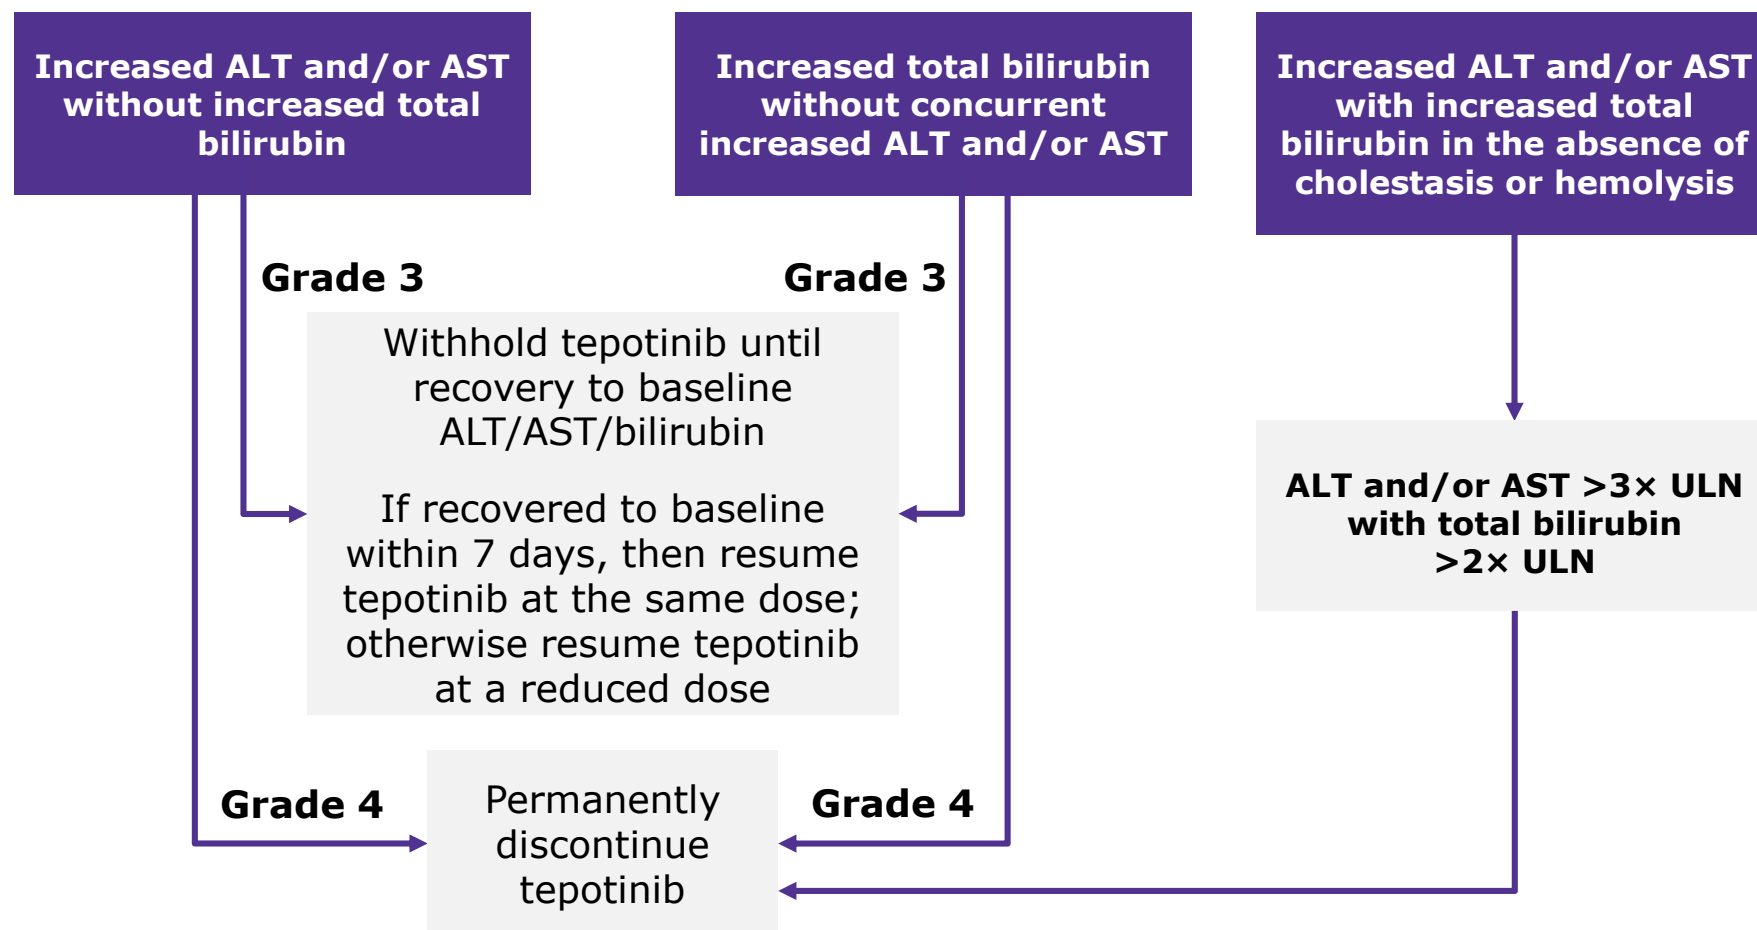 Increased ALT and/or AST
without increased total
bilirubin
Increased total bilirubin
without concurrent
increased ALT and/or AST
Increased ALT and/or AST
with increased total
bilirubin in the absence of
cholestasis or hemolysis
Grade 3
Grade 3
Withhold tepotinib until
recovery to baseline
ALT/AST/bilirubin
If recovered to baseline
within 7 days, then resume
tepotinib at the same dose;
otherwise resume tepotinib
at a reduced dose
ALT and/or AST >3× ULN
with total bilirubin
>2× ULN
Grade 4
Permanently
discontinue
tepotinib
Grade 4